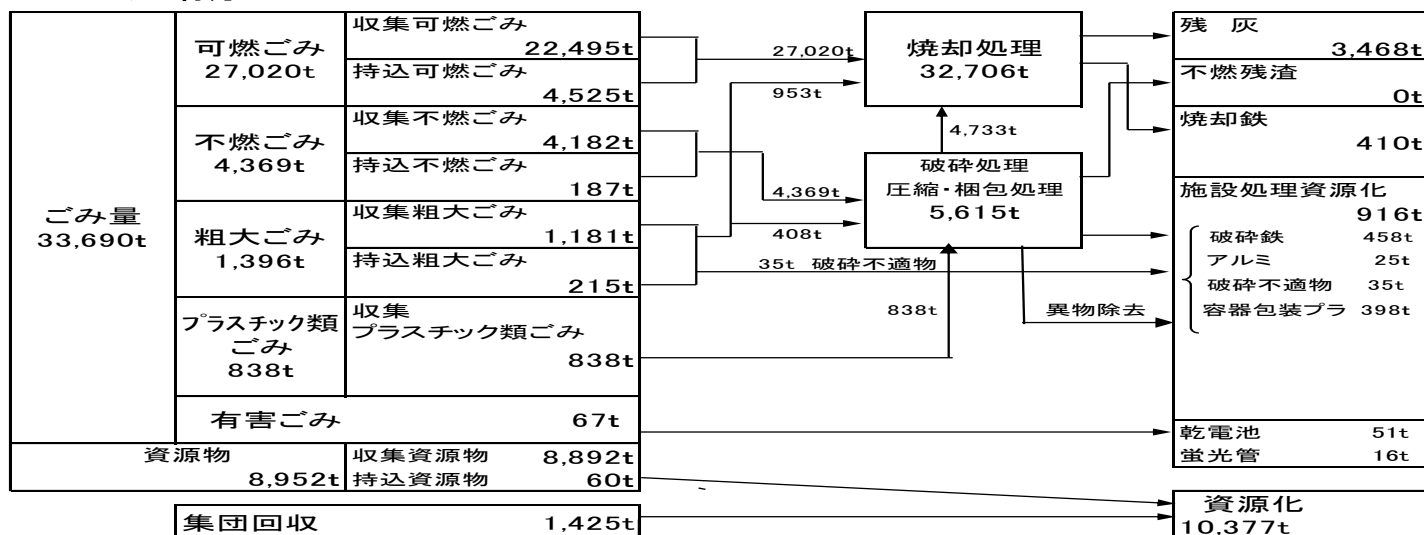 ごみ量
33,690t
可燃ごみ
27,020t
収集可燃ごみ
22,495t
持込可燃ごみ
4,525t
不燃ごみ
4,369t
収集不燃ごみ
4,182t
持込不燃ごみ
187t
粗大ごみ
1,396t
収集粗大ごみ
1,181t
持込粗大ごみ
215t
プラスチック類
ごみ
838t
収集
プラスチック類ごみ
838t
有害ごみ 67t
資源物
8,952t
収集資源物 8,892t
持込資源物 60t
集団回収 1,425t
27,020t
953t
4,733t
4,369t
408t
35t 破砕不適物
838t
異物除去
焼却処理
32,706t
破砕処理
圧縮・梱包処理
5,615t
残 灰
3,468t
不燃残渣
0t
焼却鉄
410t
施設処理資源化
916t
破砕鉄 458t
アルミ 25t
破砕不適物 35t
容器包装プラ 398t
乾電池 51t
蛍光管 16t
資源化
10,377t